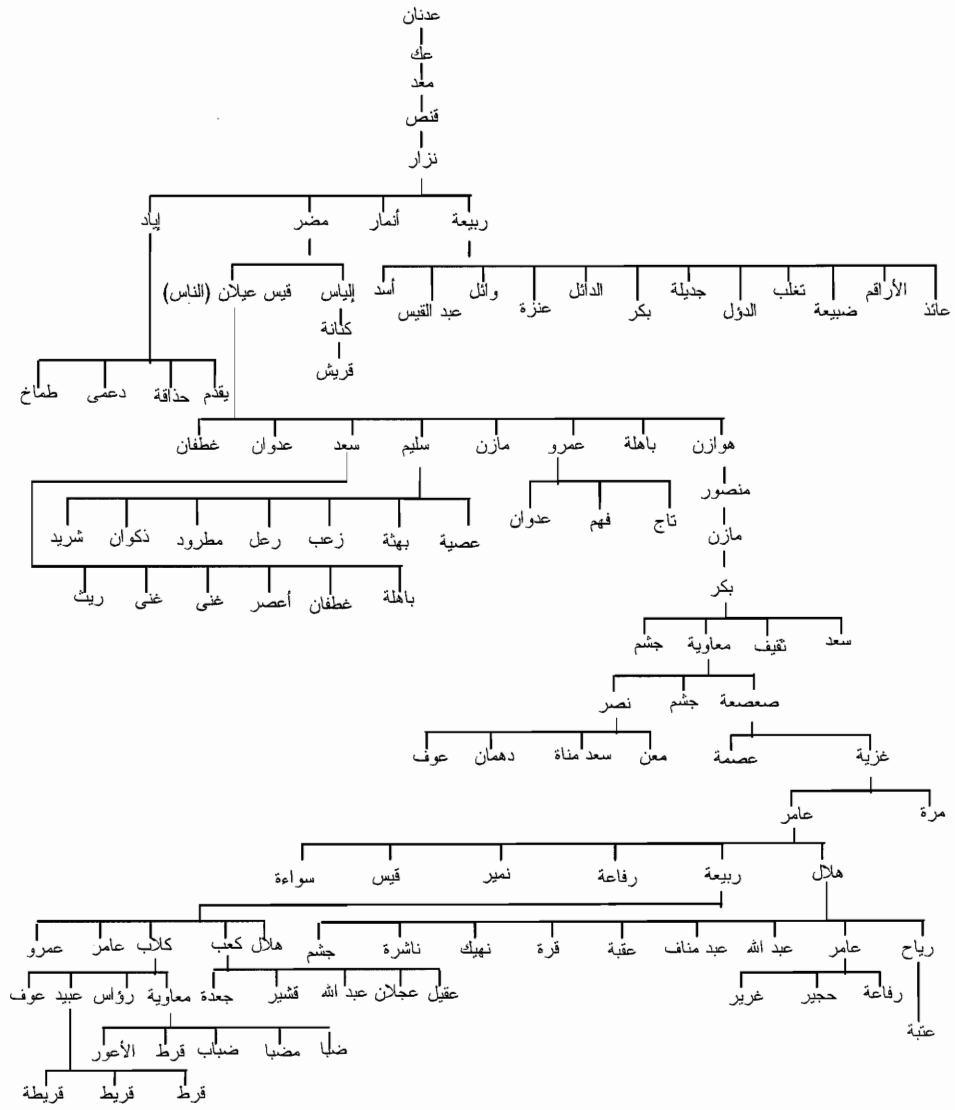 عدنان
عك
معد
قنص
نزار
ربيعة أنمار مضر إياد
عائذ الأراقم ضبيعة تغلب الدؤل جديلة بكر الدائل عنزة وائل عبد القيس أسد
إلياس قيس عيلان (الناس)
كنانة
قريش
يقدم حذاقة دعمى طماخ
هوازن باهلة عمرو مازن سليم سعد عدوان غطفان
منصور
تاج فهم عدوان
عصية بهثة زعب رعل مطرود ذكوان شريد
مازن
باهلة غطفان أعصر غنى غنى ريث
بكر
سعد ثقيف معاوية جشم
صعصعة جشم نصر
غزية عصمة
معن سعد مناة دهمان عوف
مرة عامر
هلال ربيعة رفاعة نمير قيس سواءة
رياح عامر عبد الله عبد مناف عقبة قرة نهيك ناشرة جشم
هلال كعب كلاب عامر عمرو
رفاعة حجير غرير
عقيل عجلان عبد الله قشير جعدة
معاوية رؤاس عبيد عوف
عتبة
ضبا مضبا ضباب قرط الأعور
قرط قريط قريطة